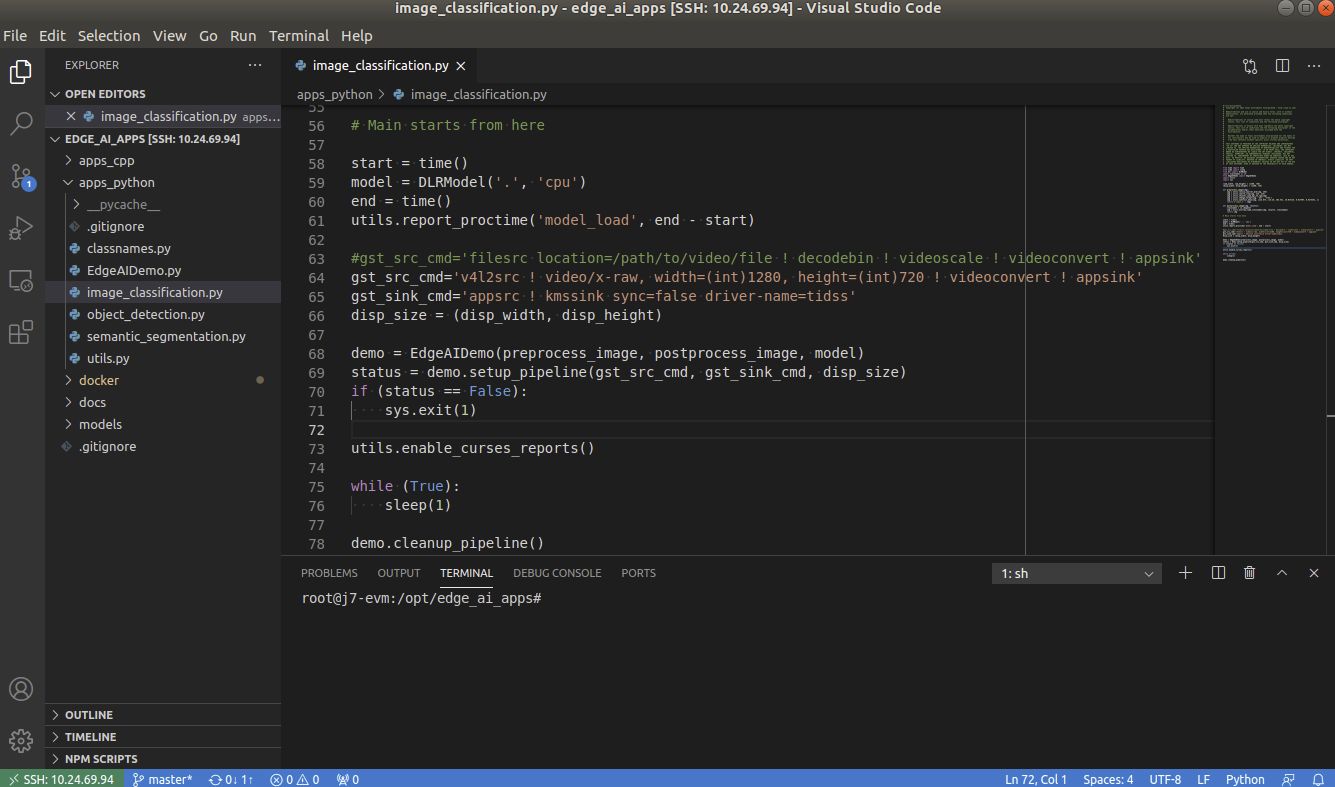 image_classification.py - edge_ai_apps [SSH: 10.24.69.94] - Visual Studio Code
File Edit Selection View Go Run Terminal Help
EXPLORER
OPEN EDITORS
image_classification.py apps...
EDGE_AI_APPS [SSH: 10.24.69.94]
apps_cpp
apps_python
__pycache__
.gitignore
classnames.py
EdgeAIDemo.py
image_classification.py
object_detection.py
semantic_segmentation.py
utils.py
docker
docs
models
.gitignore
OUTLINE
TIMELINE
NPM SCRIPTS
1
image_classification.py
apps_python > image_classification.py
55
56 # Main starts from here
57
58 start = time()
59 model = DLRModel('.', 'cpu')
60 end = time()
61 utils.report_proctime('model_load', end - start)
62
63 #gst_src_cmd='filesrc location=/path/to/video/file ! decodebin ! videoscale ! videoconvert ! appsink'
64 gst_src_cmd='v4l2src ! video/x-raw, width=(int)1280, height=(int)720 ! videoconvert ! appsink'
65 gst_sink_cmd='appsrc ! kmssink sync=false driver-name=tidss'
66 disp_size = (disp_width, disp_height)
67
68 demo = EdgeAIDemo(preprocess_image, postprocess_image, model)
69 status = demo.setup_pipeline(gst_src_cmd, gst_sink_cmd, disp_size)
70 if (status == False):
71     sys.exit(1)
72
73 utils.enable_curses_reports()
74
75 while (True):
76     sleep(1)
77
78 demo.cleanup_pipeline()
PROBLEMS OUTPUT TERMINAL DEBUG CONSOLE PORTS
1: sh
root@j7-evm:/opt/edge_ai_apps#
SSH: 10.24.69.94 master* 0↓ 1↑ 0 0 0 Ln 72, Col 1 Spaces: 4 UTF-8 LF Python